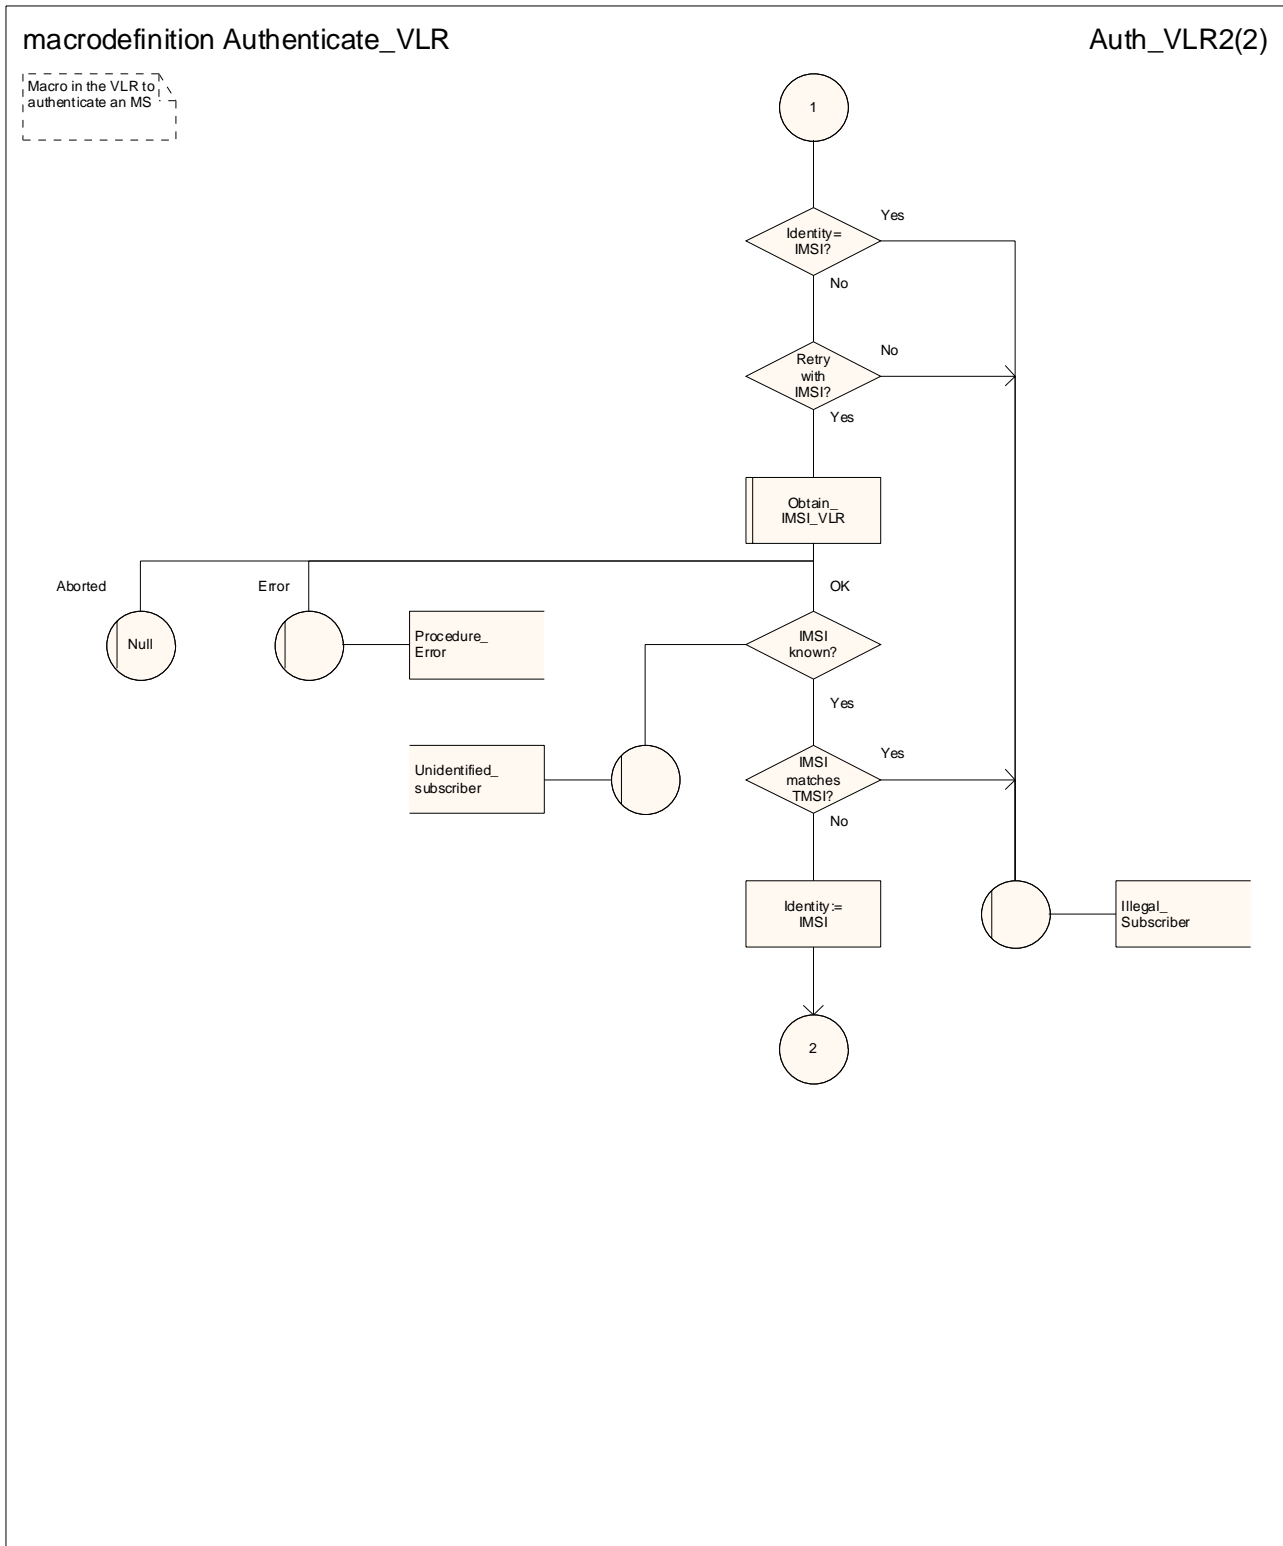 macrodefinition Authenticate_VLR
Auth_VLR2(2)
Macro in the VLR to
authenticate an MS
1
Identity=
IMSI?
Yes
No
Retry
with
IMSI?
No
Yes
Obtain_
IMSI_VLR
Aborted
Error
OK
Null
Procedure_
Error
IMSI
known?
Yes
Unidentified_
subscriber
IMSI
matches
TMSI?
Yes
No
Identity:=
IMSI
Illegal_
Subscriber
2